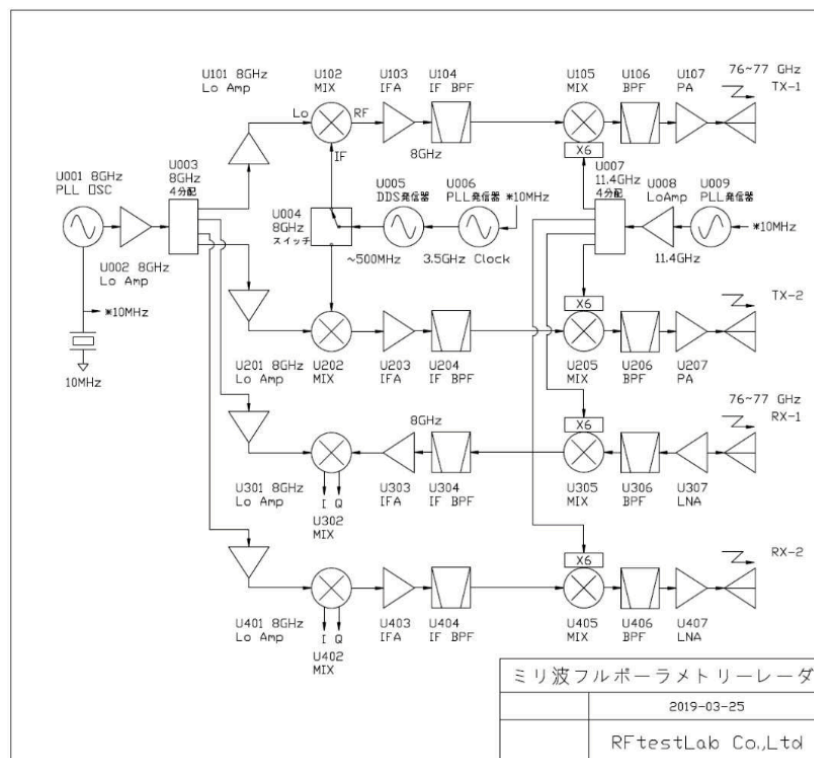 U101 8GHz
Lo Amp
U102
MIX
U103
IFA
U104
IF BPF
U105
MIX
U106
BPF
U107
PA
76~77 GHz
TX-1
Lo
RF
IF
8GHz
X6
U001 8GHz
PLL OSC
U003
8GHz
4分配
U002 8GHz
Lo Amp
U004
8GHz
スイッチ
U005
DDS発信器
U006
PLL発信器
*10MHz
~500MHz
3.5GHz Clock
U007
11.4GHz
4分配
U008
LoAmp
U009
PLL発信器
*10MHz
11.4GHz
*10MHz
10MHz
X6
TX-2
U201 8GHz
Lo Amp
U202
MIX
U203
IFA
U204
IF BPF
U205
MIX
U206
BPF
U207
PA
76~77 GHz
RX-1
8GHz
X6
I Q
U301 8GHz
Lo Amp
U302
MIX
U303
IFA
U304
IF BPF
U305
MIX
U306
BPF
U307
LNA
X6
RX-2
I Q
U401 8GHz
Lo Amp
U402
MIX
U403
IFA
U404
IF BPF
U405
MIX
U406
BPF
U407
LNA
ミリ波フルポーラメトリーレーダ
2019-03-25
RFtestLab Co.,Ltd